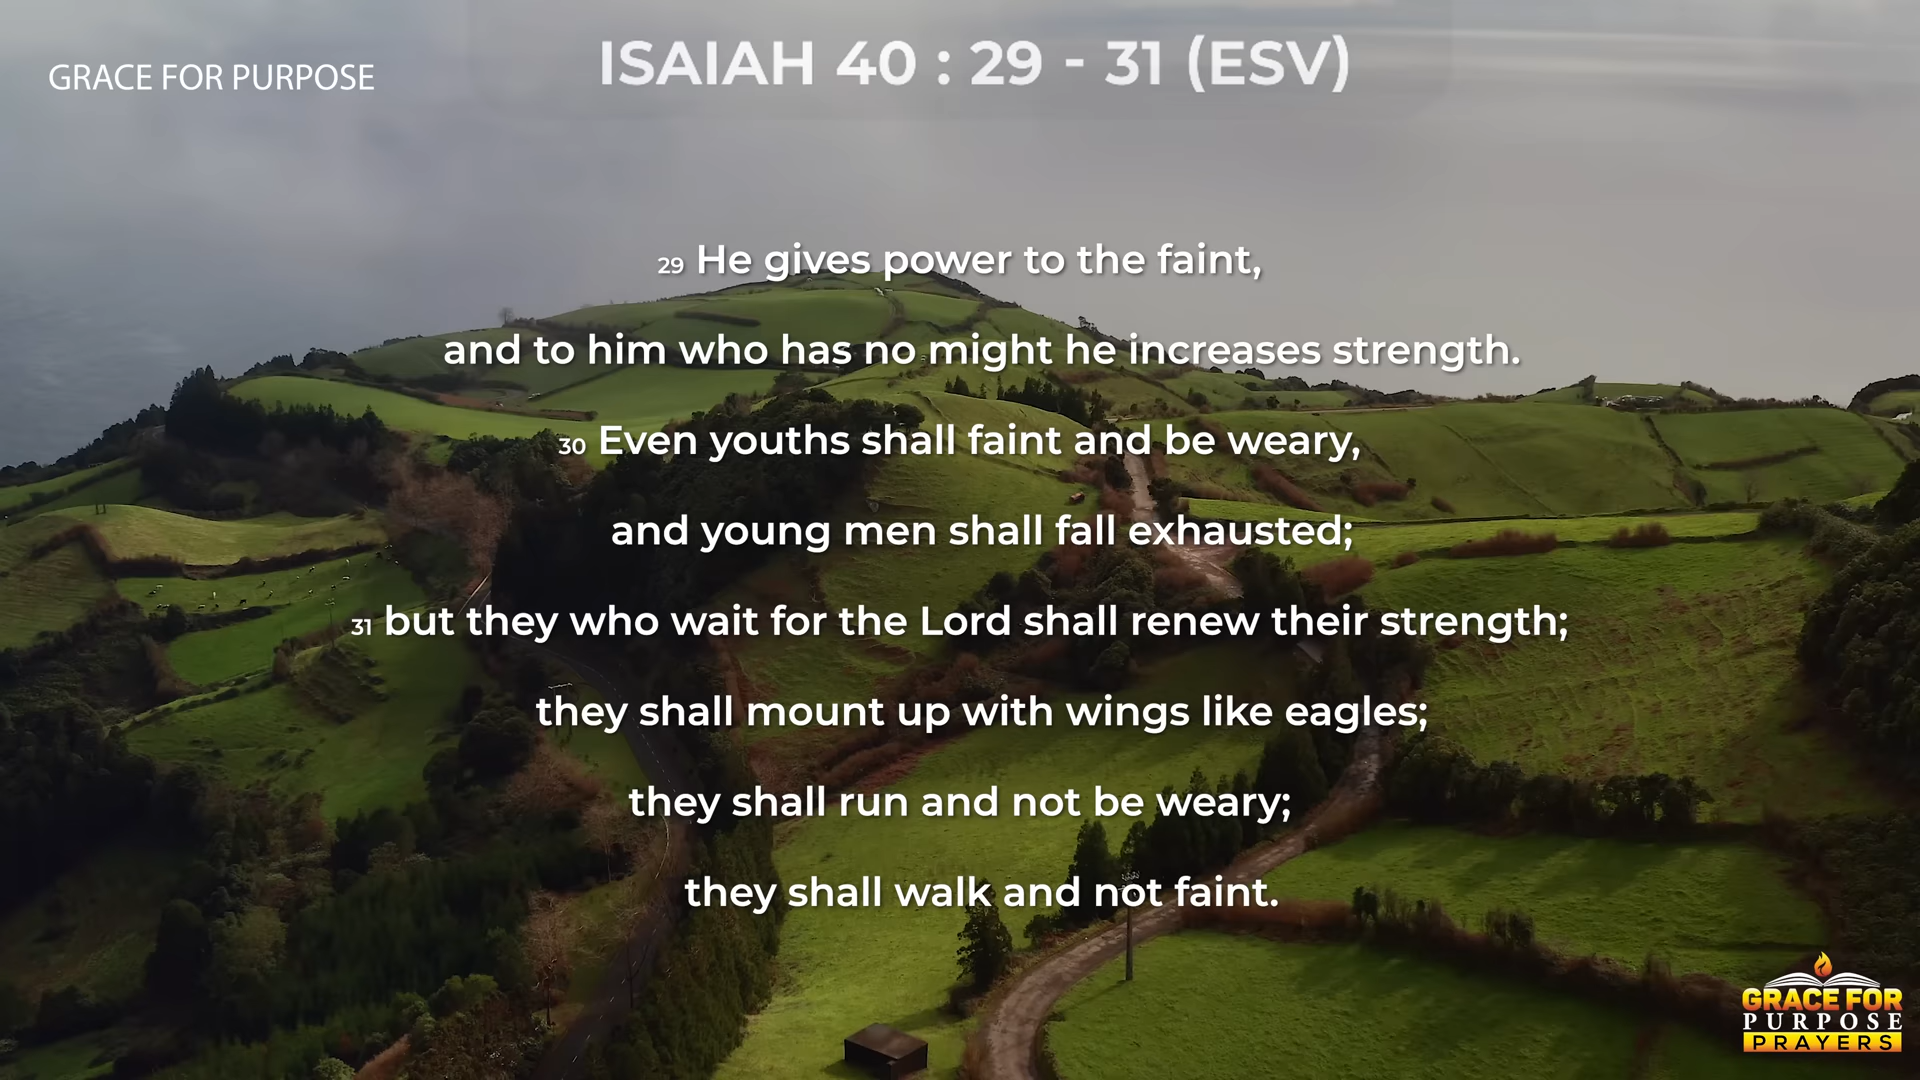 GRACE FOR PURPOSE
ISAIAH 40 : 29 - 31 (ESV)
29 He gives power to the faint,
and to him who has no might he increases strength.
30 Even youths shall faint and be weary,
and young men shall fall exhausted;
31 but they who wait for the Lord shall renew their strength;
they shall mount up with wings like eagles;
they shall run and not be weary;
they shall walk and not faint.
GRACE FOR
PURPOSE
PRAYERS